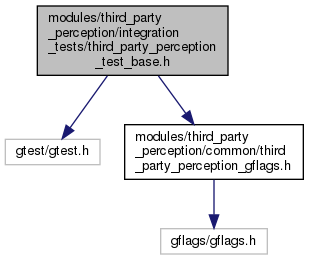 modules/third_party
_perception/integration
_tests/third_party_perception
_test_base.h
gtest/gtest.h
modules/third_party
_perception/common/third
_party_perception_gflags.h
gflags/gflags.h